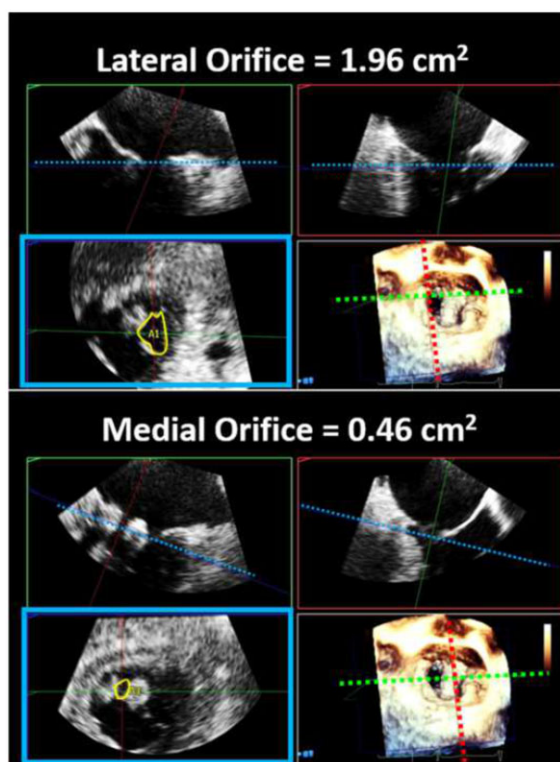 Lateral Orifice = 1.96 cm²
A1
Medial Orifice = 0.46 cm²